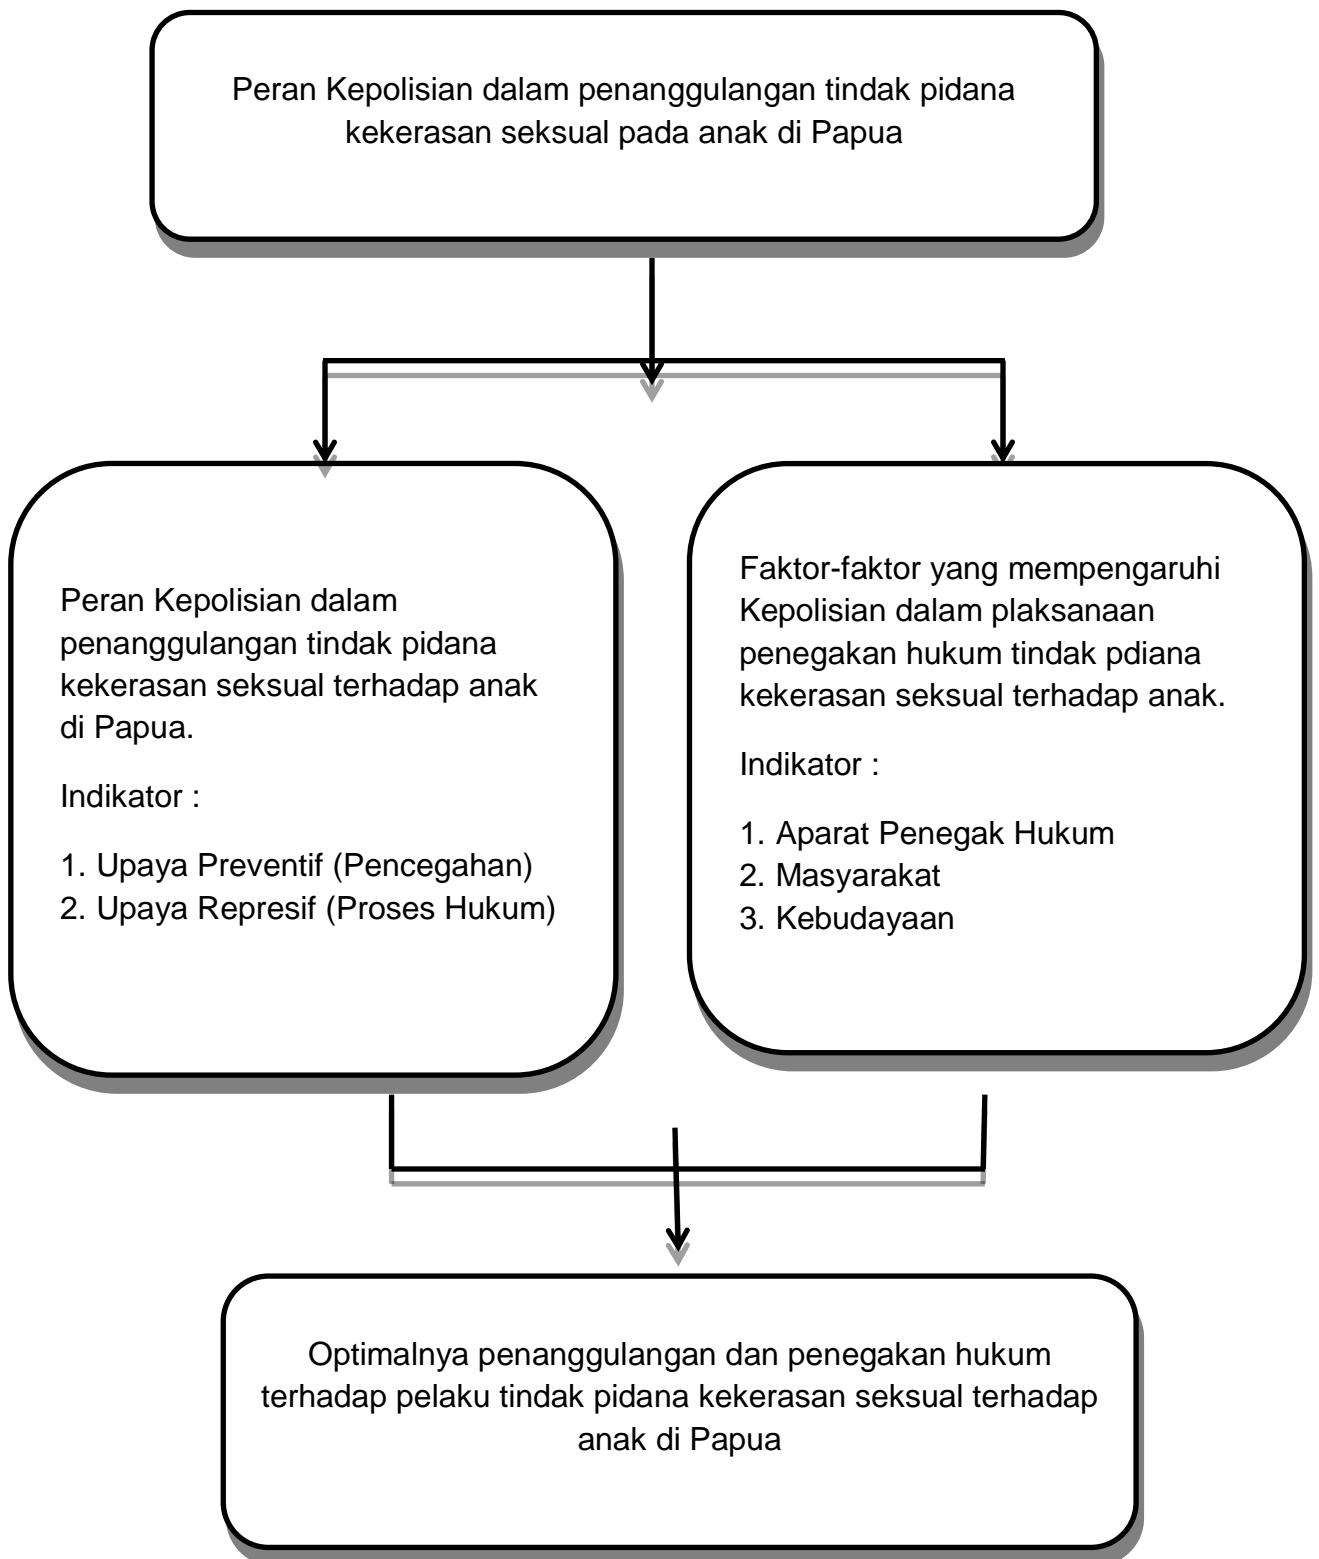 Peran Kepolisian dalam penanggulangan tindak pidana
kekerasan seksual pada anak di Papua
Peran Kepolisian dalam
penanggulangan tindak pidana
kekerasan seksual terhadap anak
di Papua.
Indikator :
1. Upaya Preventif (Pencegahan)
2. Upaya Represif (Proses Hukum)
Faktor-faktor yang mempengaruhi
Kepolisian dalam plaksanaan
penegakan hukum tindak pdiana
kekerasan seksual terhadap anak.
Indikator :
1. Aparat Penegak Hukum
2. Masyarakat
3. Kebudayaan
Optimalnya penanggulangan dan penegakan hukum
terhadap pelaku tindak pidana kekerasan seksual terhadap
anak di Papua